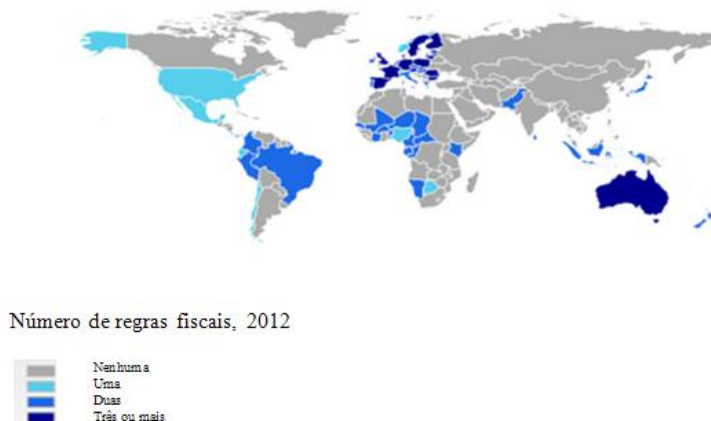 Número de regras fiscais, 2012
Nenhuma
Uma
Duas
Três ou mais